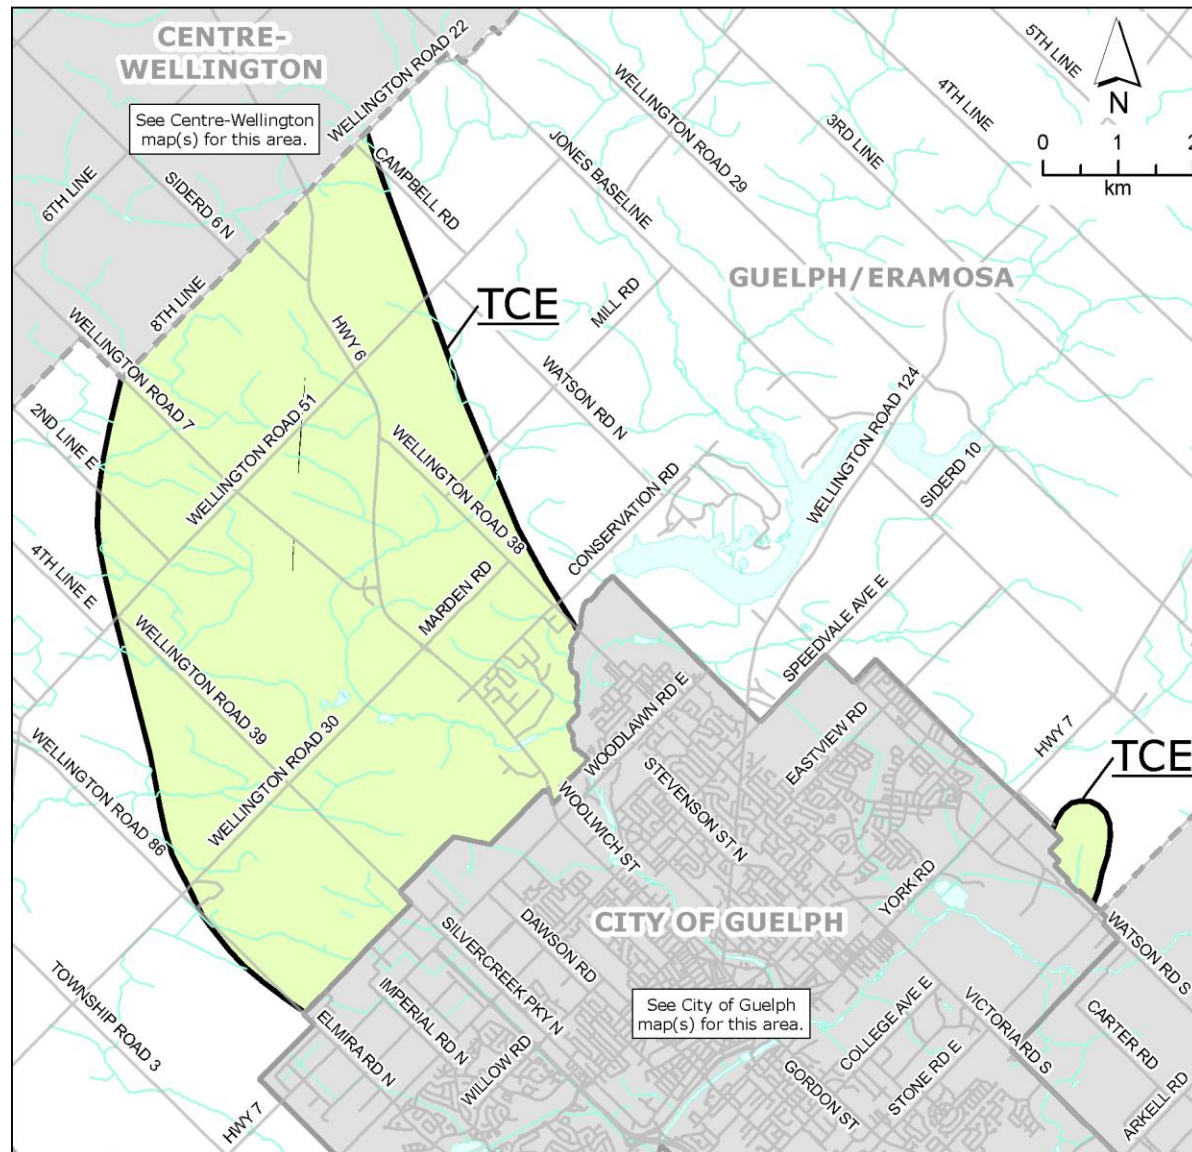 CENTRE-
WELLINGTON
See Centre-Wellington
map(s) for this area.
WELLINGTON ROAD 22
5TH LINE
4TH LINE
3RD LINE
WELLINGTON ROAD 29
JONES BASELINE
N
0 1 2
km
6TH LINE
SIDERD 6 N
CAMPBELL RD
8TH LINE
GUELPH/ERAMOSA
TCE
MILL RD
HWY 6
WELLINGTON ROAD 7
WATSON RD N
WELLINGTON ROAD 124
2ND LINE E
WELLINGTON ROAD 51
WELLINGTON ROAD 38
CONSERVATION RD
SIDERD 10
4TH LINE E
MARDEN RD
SPEEDVALE AVE E
WELLINGTON ROAD 39
WELLINGTON ROAD 30
WOODLAWN RD E
EASTVIEW RD
HWY 7
TCE
WELLINGTON ROAD 86
WOOLWICH ST
STEVENSON ST N
YORK RD
CITY OF GUELPH
DAWSON RD
SILVERCREEK PKY N
WATSON RD S
TOWNSHIP ROAD 3
IMPERIAL RD N
See City of Guelph
map(s) for this area.
COLLEGE AVE E
VICTORIA RD S
CARTER RD
ELMIRA RD N
WILLOW RD
GORDON ST
STONE RD E
ARKELL RD
HWY 7